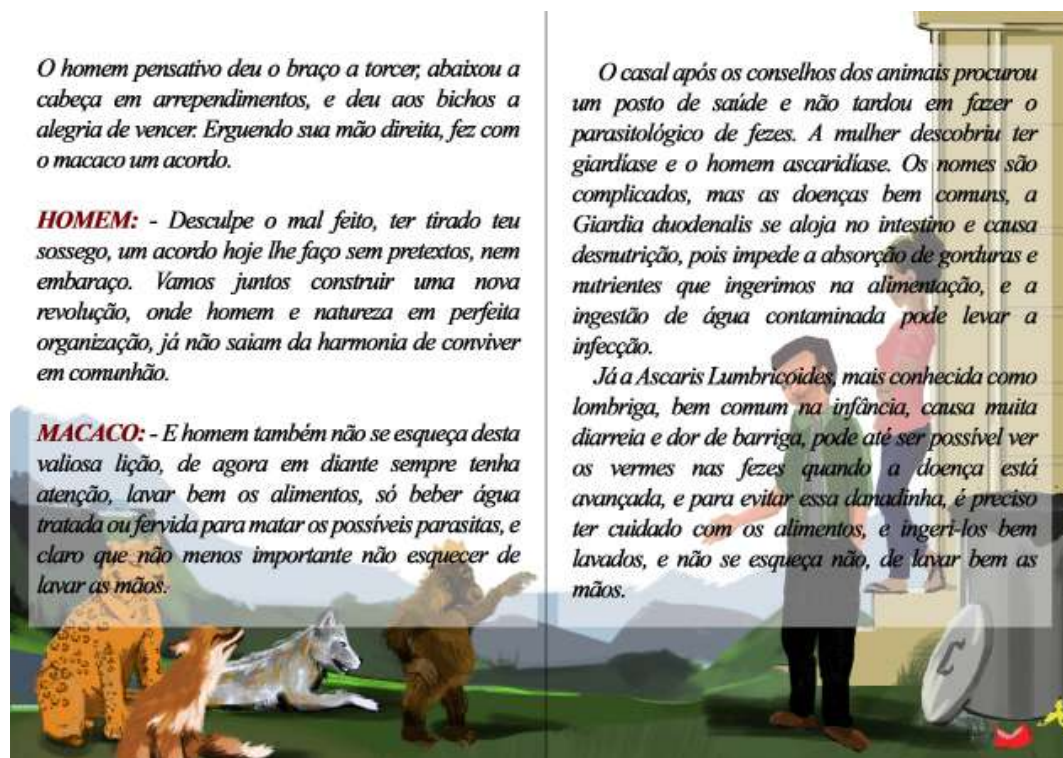 O homem pensativo deu o braço a torcer, abaixou a
cabeça em arrependimentos, e deu aos bichos a
alegria de vencer. Erguendo sua mão direita, fez com
o macaco um acordo.
HOMEM: - Desculpe o mal feito, ter tirado teu
sossego, um acordo hoje lhe faço sem pretextos, nem
embaraço. Vamos juntos construir uma nova
revolução, onde homem e natureza em perfeita
organização, já não saiam da harmonia de conviver
em comunhão.
MACACO: - E homem também não se esqueça desta
valiosa lição, de agora em diante sempre tenha
atenção, lavar bem os alimentos, só beber água
tratada ou fervida para matar os possíveis parasitas, e
claro que não menos importante não esquecer de
lavar as mãos.
O casal após os conselhos dos animais procurou
um posto de saúde e não tardou em fazer o
parasitológico de fezes. A mulher descobriu ter
giardíase e o homem ascaridíase. Os nomes são
complicados, mas as doenças bem comuns, a
Giardia duodenalis se aloja no intestino e causa
desnutrição, pois impede a absorção de gorduras e
nutrientes que ingerimos na alimentação, e a
ingestão de água contaminada pode levar a
infecção.
Já a Ascaris Lumbricoides, mais conhecida como
lombriga, bem comum na infância, causa muita
diarreia e dor de barriga, pode até ser possível ver
os vermes nas fezes quando a doença está
avançada, e para evitar essa danadinha, é preciso
ter cuidado com os alimentos, e ingeri-los bem
lavados, e não se esqueça não, de lavar bem as
mãos.